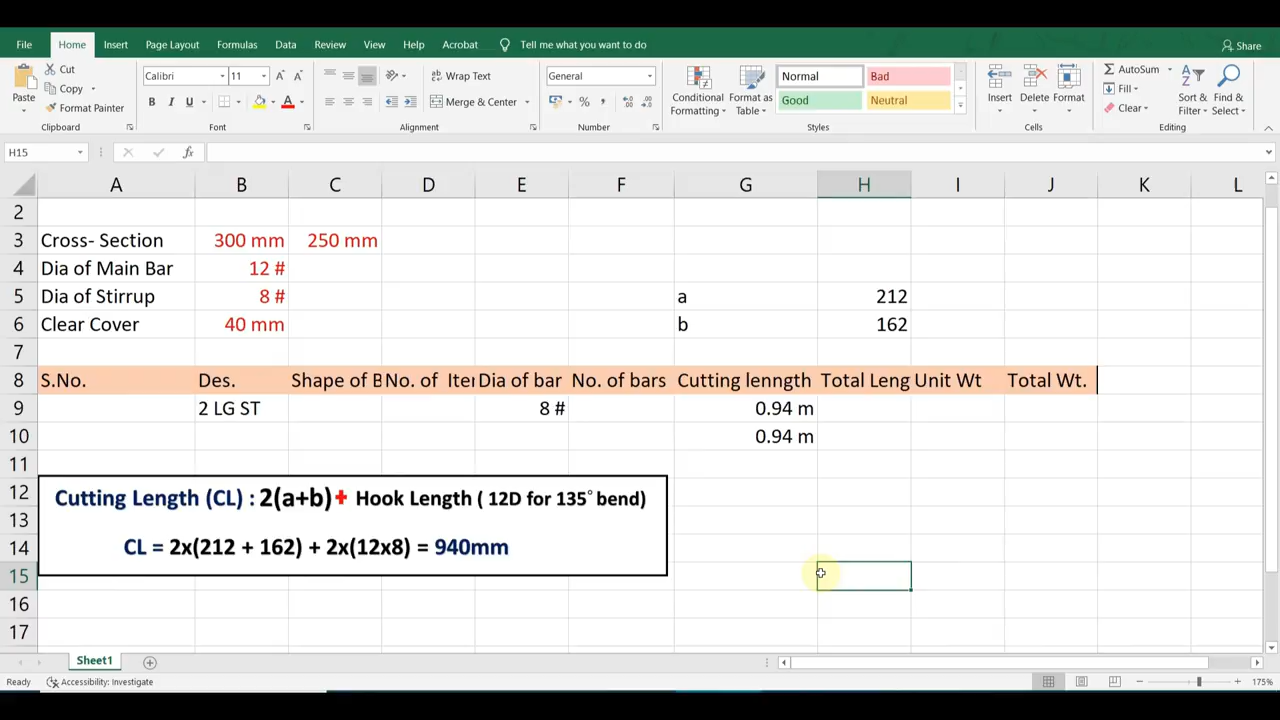 File Home Insert Page Layout Formulas Data Review View Help Acrobat Tell me what you want to do Share
Paste Cut Copy Format Painter Clipboard
Calibri 11 A A B I U A Font
Wrap Text Merge & Center Alignment
General % , Number
Conditional Formatting Format as Table Normal Bad Good Neutral Styles
Insert Delete Format Cells
AutoSum Fill Clear Sort & Filter Find & Select Editing
H15 fx
A B C D E F G H I J K L
2
3 Cross- Section 300 mm 250 mm
4 Dia of Main Bar 12 #
5 Dia of Stirrup 8 # a 212
6 Clear Cover 40 mm b 162
7
8 S.No. Des. Shape of B No. of Iter Dia of bar No. of bars Cutting lenngth Total Leng Unit Wt Total Wt.
9 2 LG ST 8 # 0.94 m
10 0.94 m
11
12 Cutting Length (CL) : 2(a+b)+ Hook Length ( 12D for 135° bend)
13
14 CL = 2x(212 + 162) + 2x(12x8) = 940mm
15
16
17
Sheet1
Ready Accessibility: Investigate 175%